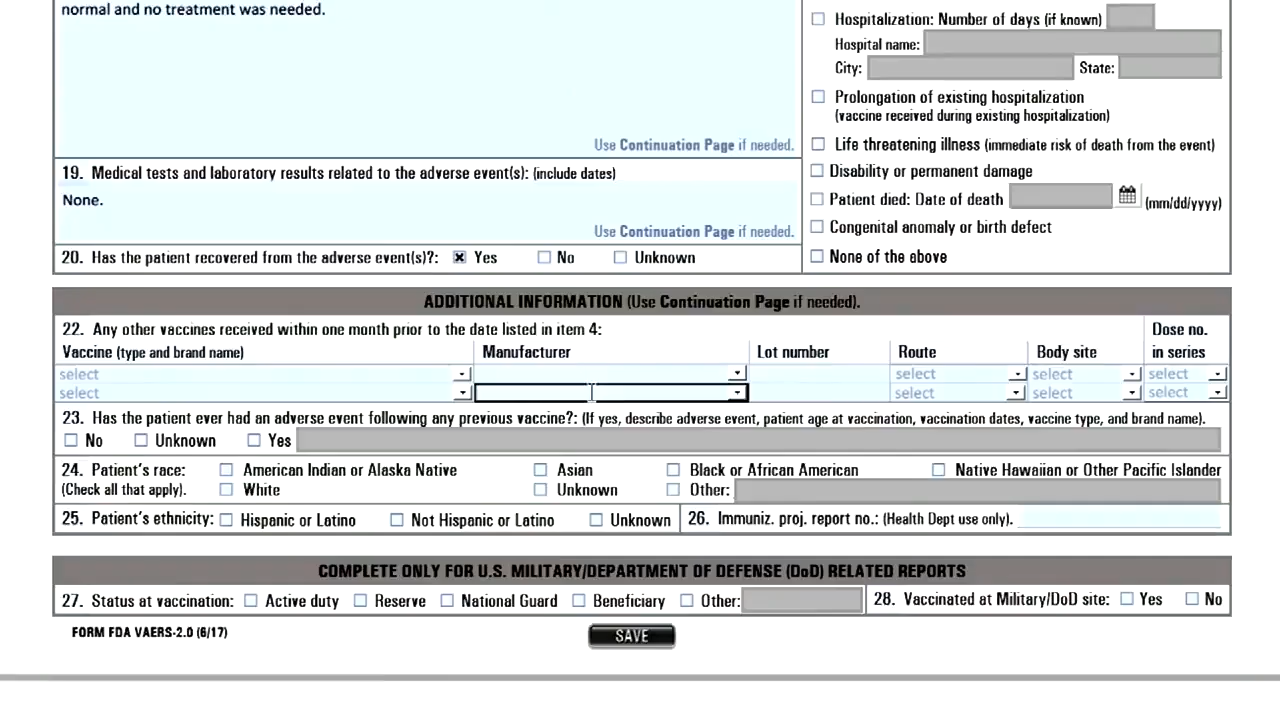 normal and no treatment was needed.
Use Continuation Page if needed.
19. Medical tests and laboratory results related to the adverse event(s): (include dates)
None.
Use Continuation Page if needed.
20. Has the patient recovered from the adverse event(s)?: Yes No Unknown
Hospitalization: Number of days (if known)
Hospital name:
City: State:
Prolongation of existing hospitalization
(vaccine received during existing hospitalization)
Life threatening illness (immediate risk of death from the event)
Disability or permanent damage
Patient died: Date of death (mm/dd/yyyy)
Congenital anomaly or birth defect
None of the above
ADDITIONAL INFORMATION (Use Continuation Page if needed).
22. Any other vaccines received within one month prior to the date listed in item 4:
Vaccine (type and brand name) Manufacturer Lot number Route Body site Dose no. in series
select select select select
select select select select
23. Has the patient ever had an adverse event following any previous vaccine?: (If yes, describe adverse event, patient age at vaccination, vaccination dates, vaccine type, and brand name).
No Unknown Yes
24. Patient's race: American Indian or Alaska Native Asian Black or African American Native Hawaiian or Other Pacific Islander
(Check all that apply). White Unknown Other:
25. Patient's ethnicity: Hispanic or Latino Not Hispanic or Latino Unknown 26. Immuniz. proj. report no.: (Health Dept use only).
COMPLETE ONLY FOR U.S. MILITARY/DEPARTMENT OF DEFENSE (DoD) RELATED REPORTS
27. Status at vaccination: Active duty Reserve National Guard Beneficiary Other: 28. Vaccinated at Military/DoD site: Yes No
FORM FDA VAERS-2.0 (6/17)
SAVE